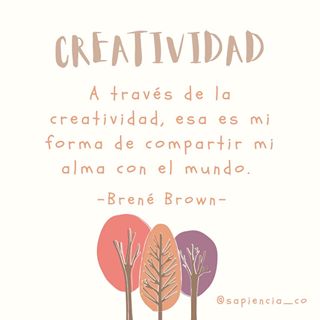 CREATIVIDAD
A través de la
creatividad, esa es mi
forma de compartir mi
alma con el mundo.
-Brené Brown-
@sapiencia_co